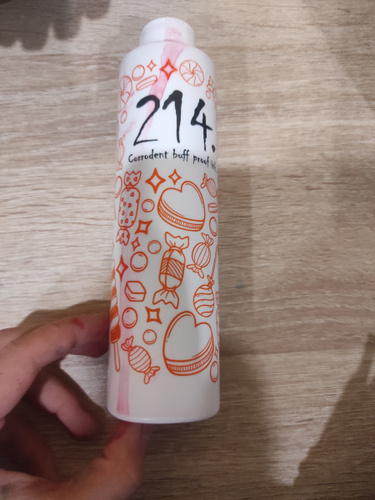 214.
Corrodent buff proof